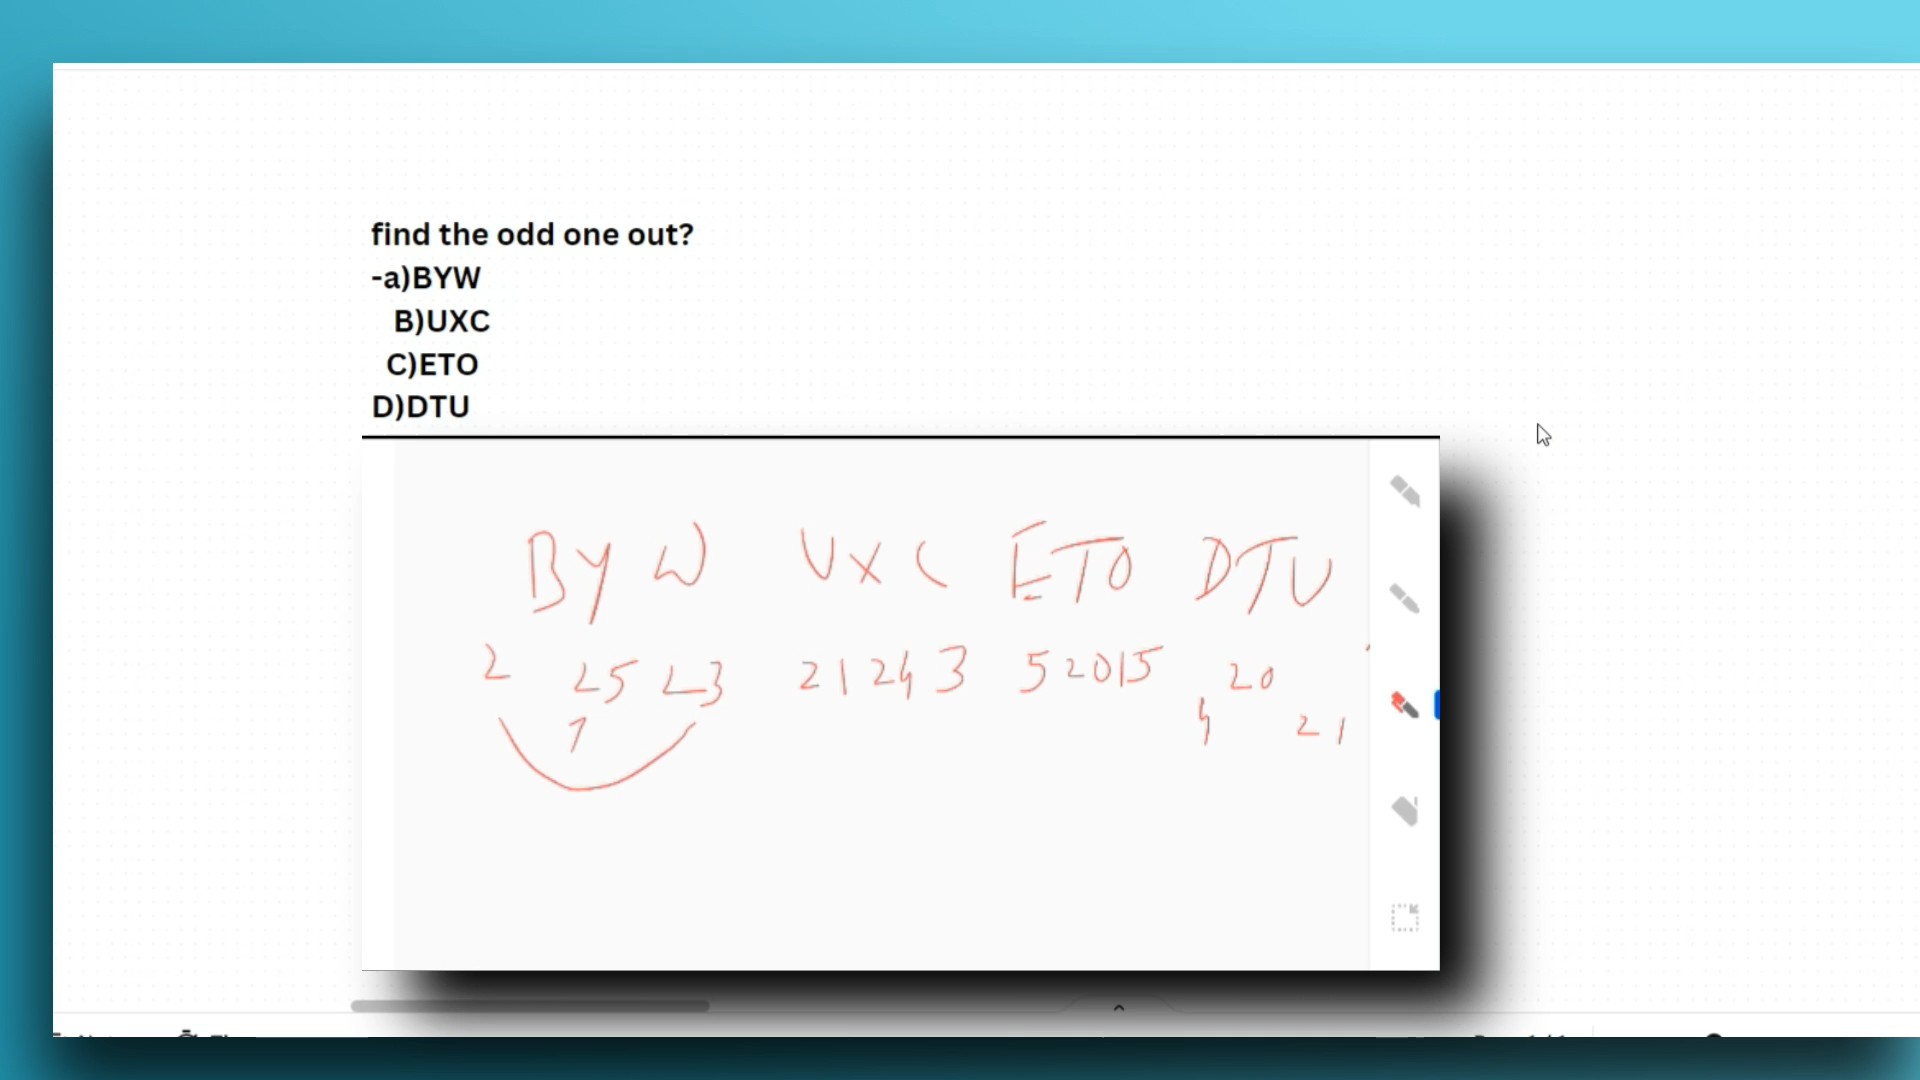 find the odd one out?
-a)BYW
B)UXC
C)ETO
D)DTU
BYW UXC ETO DTU
2 25 23 21 24 3 5 20 15 20
4 21